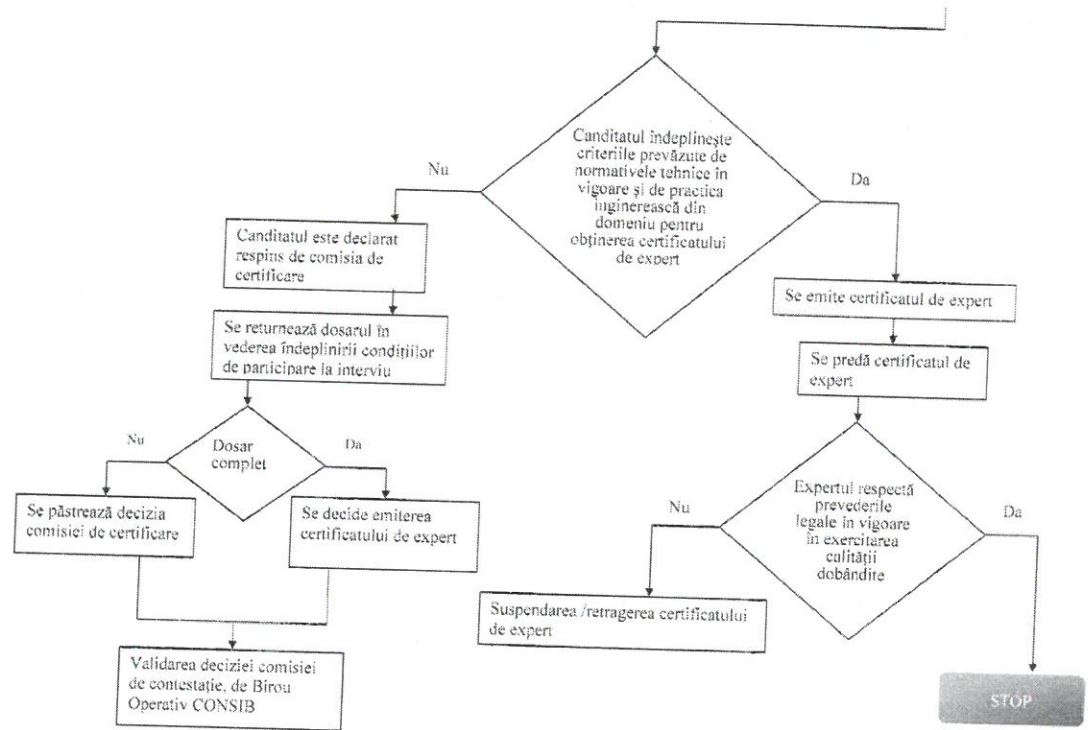 Canditatul îndeplinește
criteriile prevăzute de
normativele tehnice în
vigoare și de practica
inginerească din
domeniu pentru
obținerea certificatului
de expert
Nu
Da
Canditatul este declarat
respins de comisia de
certificare
Se emite certificatul de expert
Se returnează dosarul în
vederea îndeplinirii condițiilor
de participare la interviu
Se predă certificatul de
expert
Nu
Dosar
complet
Da
Se păstrează decizia
comisiei de certificare
Se decide emiterea
certificatului de expert
Nu
Expertul respectă
prevederile
legale în vigoare
în exercitarea
calității
dobândite
Da
Suspendarea /retragerea certificatului
de expert
Validarea deciziei comisiei
de contestație, de Birou
Operativ CONSIB
STOP